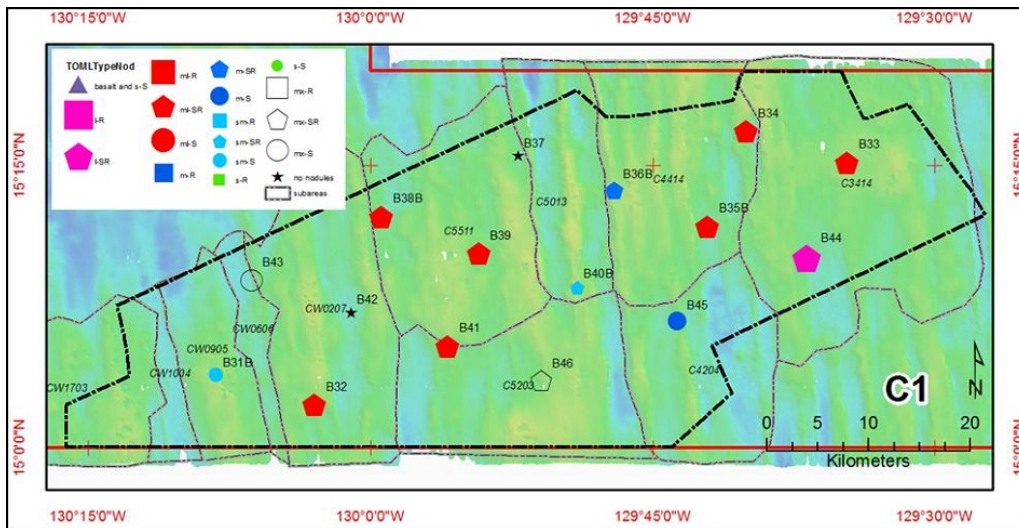 130°15'0"W 130°0'0"W 129°45'0"W 129°30'0"W
TOMLTypeNod
basalt and s-S
l-R
l-SR
ml-R
ml-SR
ml-S
m-R
m-SR
m-S
sm-R
sm-SR
sm-S
s-R
s-S
mx-R
mx-SR
mx-S
no nodules
subareas
15°15'0"N
15°15'0"N
B37
B34
B33
B36B
C4414
C3414
B38B
C5013
B35B
C5511
B39
B44
B43
B40B
B42
CW0207
B45
CW0606
B41
CW0905
B31B
B46
CW1703
CW1004
C5203
C4204
B32
C1
N
0 5 10 20
Kilometers
15°0'0"N
15°0'0"N
130°15'0"W 130°0'0"W 129°45'0"W 129°30'0"W